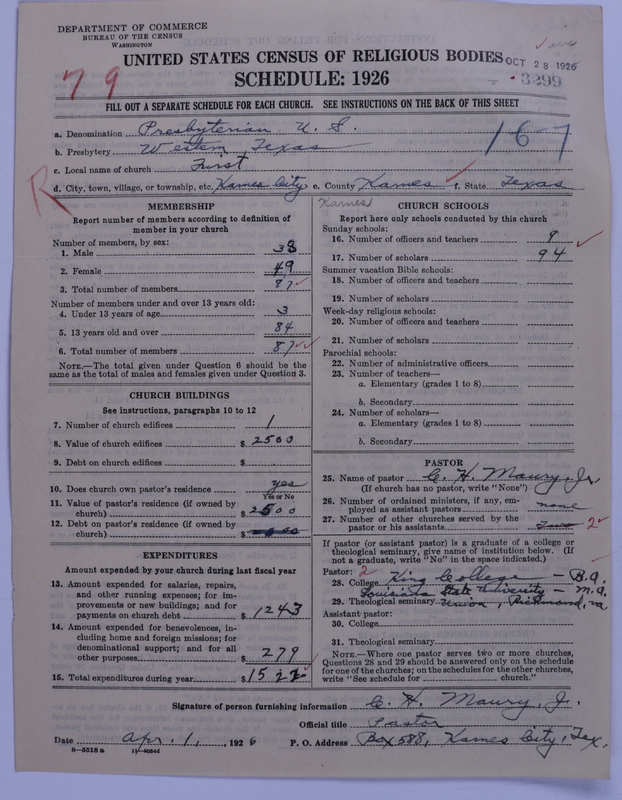 DEPARTMENT OF COMMERCE
BUREAU OF THE CENSUS
WASHINGTON
UNITED STATES CENSUS OF RELIGIOUS BODIES
OCT 28 1926
SCHEDULE: 1926
3299
79
FILL OUT A SEPARATE SCHEDULE FOR EACH CHURCH. SEE INSTRUCTIONS ON THE BACK OF THIS SHEET
a. Denomination Presbyterian U. S.
b. Presbytery Western Texas
167
c. Local name of church First
R
d. City, town, village, or township, etc. Karnes City e. County Karnes f. State Texas
Karnes
MEMBERSHIP
Report number of members according to definition of
member in your church
Number of members, by sex:
1. Male 38
2. Female 49
3. Total number of members 87
Number of members under and over 13 years old:
4. Under 13 years of age 3
5. 13 years old and over 84
6. Total number of members 87
NOTE.—The total given under Question 6 should be
same as the total of males and females given under Question 3.
CHURCH BUILDINGS
See instructions, paragraphs 10 to 12
7. Number of church edifices 1
8. Value of church edifices $ 2500
9. Debt on church edifices $
10. Does church own pastor's residence yes
Yes or No
11. Value of pastor's residence (if owned by
church) $ 2500
12. Debt on pastor's residence (if owned by
church) $
EXPENDITURES
Amount expended by your church during last fiscal year
13. Amount expended for salaries, repairs,
and other running expenses; for im-
provements or new buildings; and for
payments on church debt $ 1243
14. Amount expended for benevolences, in-
cluding home and foreign missions; for
denominational support; and for all
other purposes $ 279
15. Total expenditures during year $ 1522
CHURCH SCHOOLS
Report here only schools conducted by this church
Sunday schools:
16. Number of officers and teachers 9
17. Number of scholars 94
Summer vacation Bible schools:
18. Number of officers and teachers
19. Number of scholars
Week-day religious schools:
20. Number of officers and teachers
21. Number of scholars
Parochial schools:
22. Number of administrative officers
23. Number of teachers—
a. Elementary (grades 1 to 8)
b. Secondary
24. Number of scholars—
a. Elementary (grades 1 to 8)
b. Secondary
PASTOR
25. Name of pastor C. H. Maury, Jr.
(If church has no pastor, write "None")
26. Number of ordained ministers, if any, em-
ployed as assistant pastors none
27. Number of other churches served by the
pastor or his assistants Two 2
If pastor (or assistant pastor) is a graduate of a college or
theological seminary, give name of institution below. (If
not a graduate, write "No" in the space indicated.)
Pastor: 2
28. College King College — B.A.
Louisiana State University — M.A.
29. Theological seminary Union, Richmond, Va
Assistant pastor:
30. College
31. Theological seminary
NOTE.—Where one pastor serves two or more churches,
Questions 28 and 29 should be answered only on the schedule
for one of the churches; on the schedules for the other churches,
write "See schedule for church."
Signature of person furnishing information C. H. Maury, Jr.
Official title Pastor
Date Apr. 1, 1926 P. O. Address Box 588, Karnes City, Tex.
8—5518 a